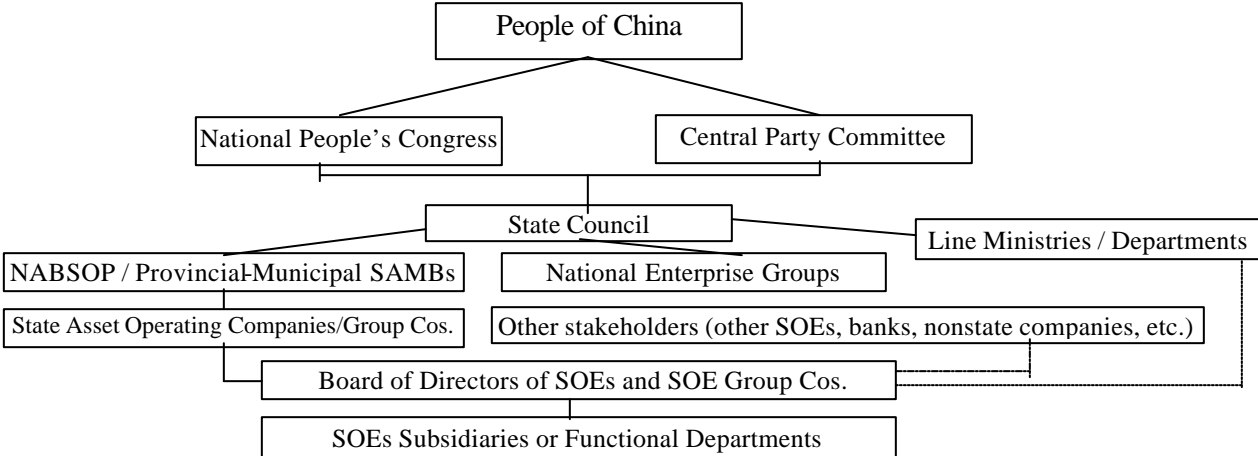 People of China
National People's Congress
Central Party Committee
State Council
Line Ministries / Departments
NABSOP / Provincial-Municipal SAMBs
National Enterprise Groups
State Asset Operating Companies/Group Cos.
Other stakeholders (other SOEs, banks, nonstate companies, etc.)
Board of Directors of SOEs and SOE Group Cos.
SOEs Subsidiaries or Functional Departments